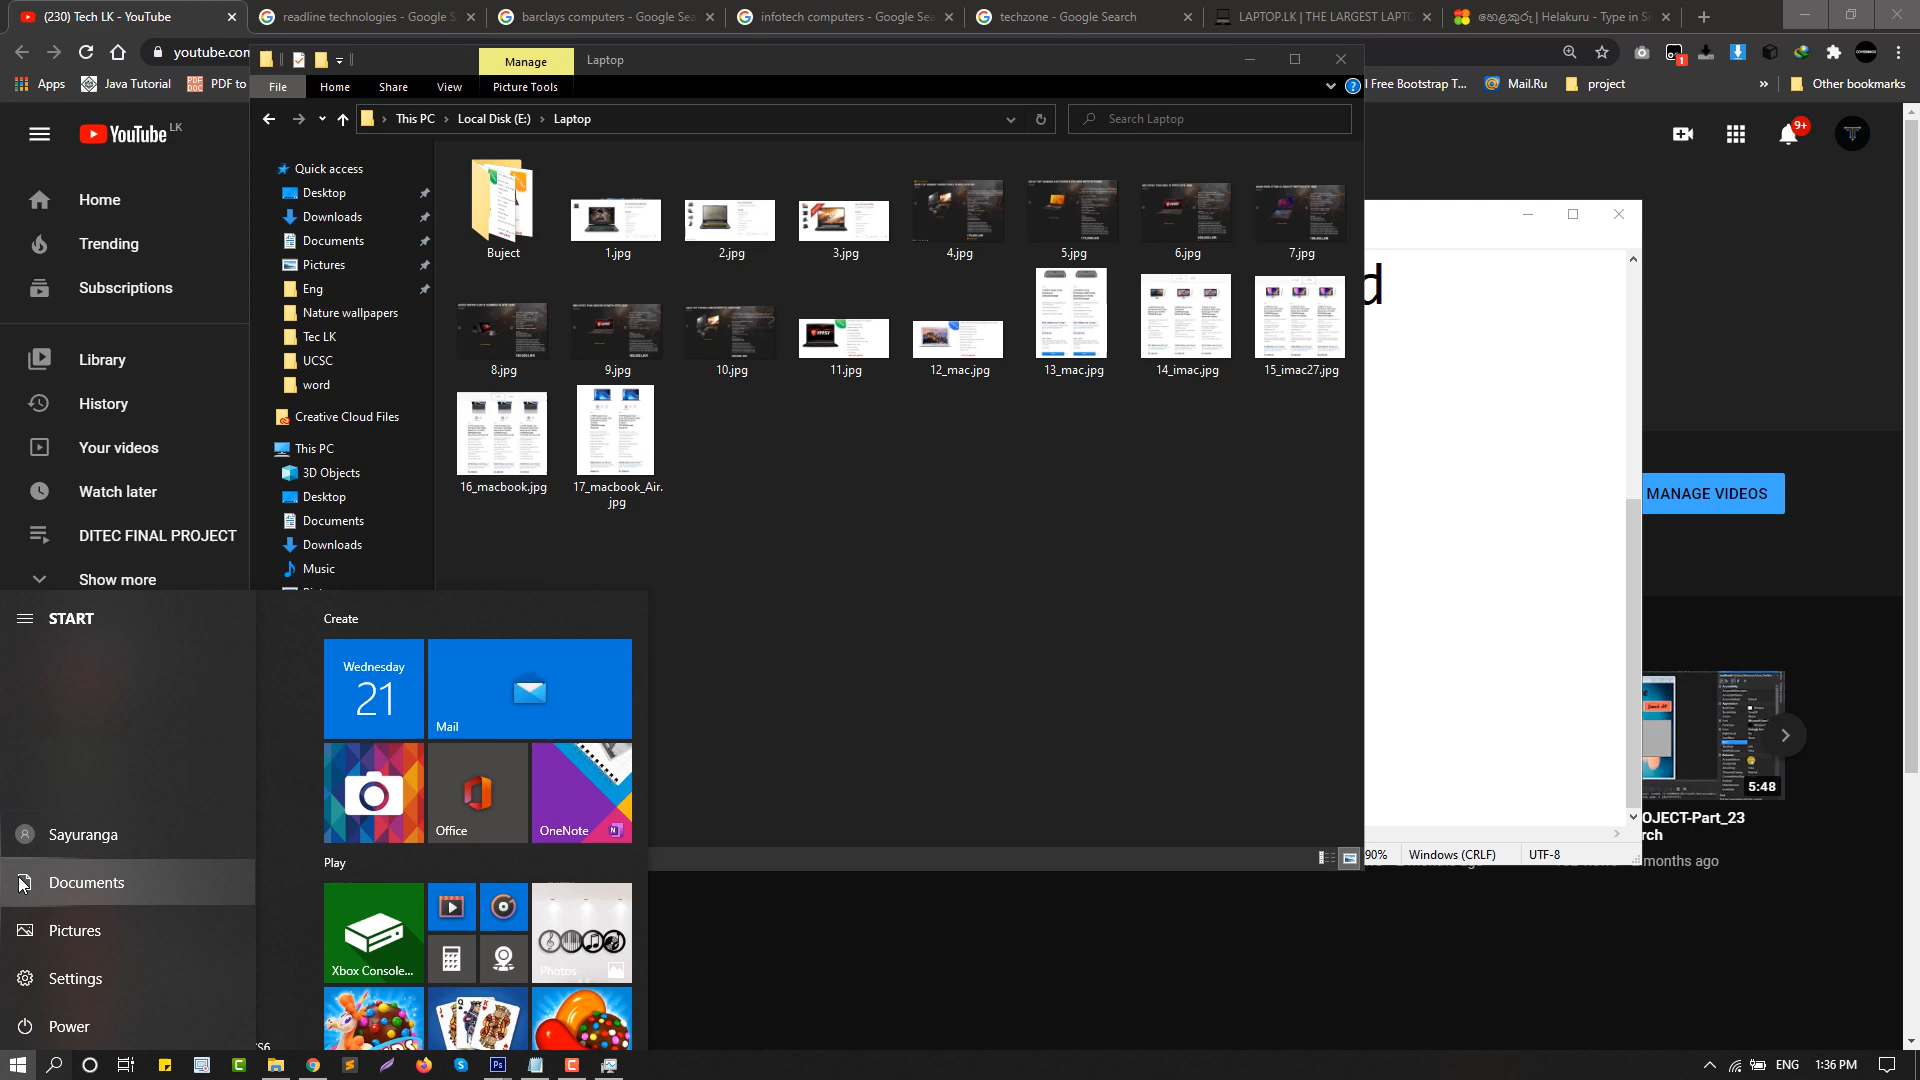 (230) Tech LK - YouTube
readline technologies - Google S
barclays computers - Google Sea
infotech computers - Google Sea
techzone - Google Search
LAPTOP.LK | THE LARGEST LAPTO
හෙළකුරු | Helakuru - Type in Si
youtube.com
Apps
Java Tutorial
PDF to
Manage
Laptop
l Free Bootstrap T...
Mail.Ru
project
»
Other bookmarks
File
Home
Share
View
Picture Tools
This PC > Local Disk (E:) > Laptop
Search Laptop
YouTube LK
9+
Home
Trending
Subscriptions
Library
History
Your videos
Watch later
DITEC FINAL PROJECT
Show more
Quick access
Desktop
Downloads
Documents
Pictures
Eng
Nature wallpapers
Tec LK
UCSC
word
Creative Cloud Files
This PC
3D Objects
Desktop
Documents
Downloads
Music
Buject
1.jpg
2.jpg
3.jpg
4.jpg
5.jpg
6.jpg
7.jpg
8.jpg
9.jpg
10.jpg
11.jpg
12_mac.jpg
13_mac.jpg
14_imac.jpg
15_imac27.jpg
16_macbook.jpg
17_macbook_Air.
jpg
d
MANAGE VIDEOS
5:48
OJECT-Part_23
rch
months ago
90%
Windows (CRLF)
UTF-8
START
Create
Wednesday
21
Mail
Office
OneNote
Play
Xbox Console...
Photos
Sayuranga
Documents
Pictures
Settings
Power
ENG
1:36 PM